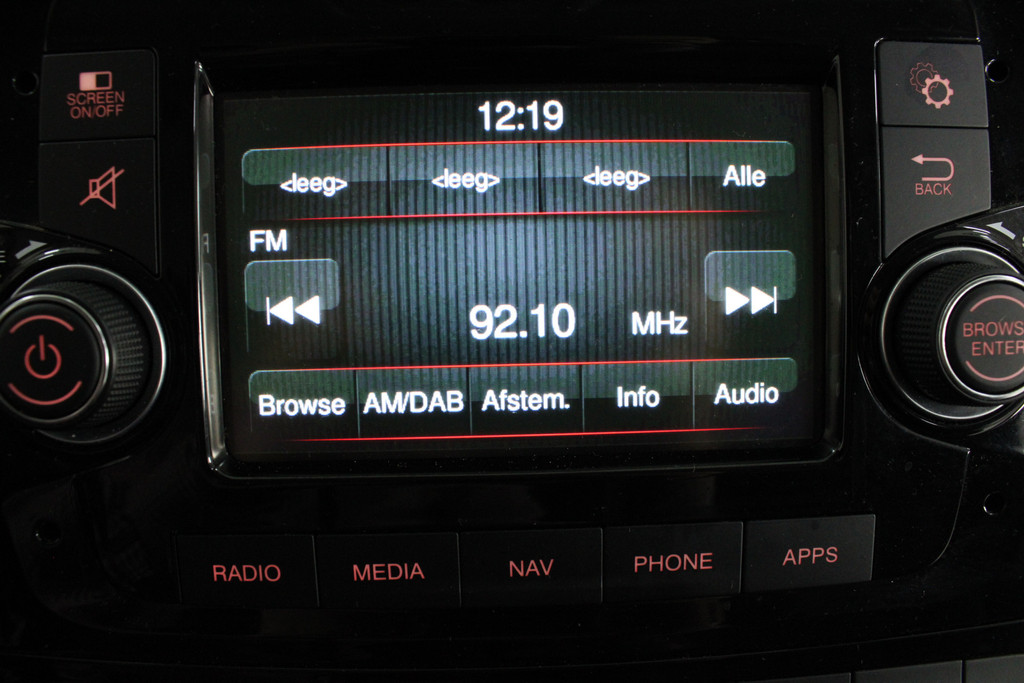 SCREEN
ON/OFF
12:19
<leeg> <leeg> <leeg> Alle
BACK
FM
92.10 MHz
BROWS
ENTER
Browse AM/DAB Afstem. Info Audio
RADIO MEDIA NAV PHONE APPS